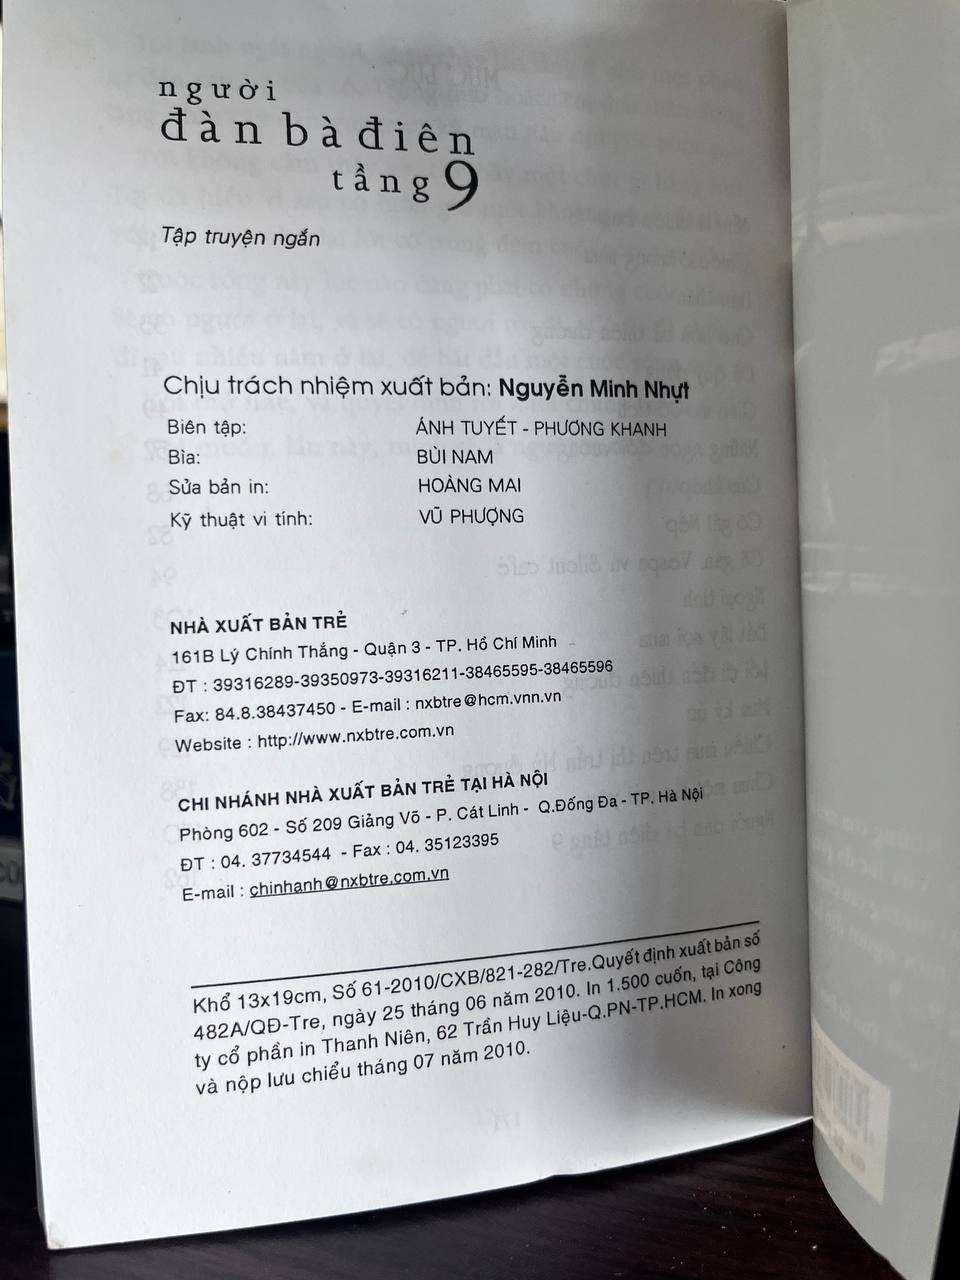 người
đàn bà điên
tầng 9
Tập truyện ngắn
Chịu trách nhiệm xuất bản: Nguyễn Minh Nhựt
Biên tập: ÁNH TUYẾT - PHƯƠNG KHANH
Bìa: BÙI NAM
Sửa bản in: HOÀNG MAI
Kỹ thuật vi tính: VŨ PHƯỢNG
NHÀ XUẤT BẢN TRẺ
161B Lý Chính Thắng - Quận 3 - TP. Hồ Chí Minh
ĐT : 39316289-39350973-39316211-38465595-38465596
Fax: 84.8.38437450 - E-mail : nxbtre@hcm.vnn.vn
Website : http://www.nxbtre.com.vn
CHI NHÁNH NHÀ XUẤT BẢN TRẺ TẠI HÀ NỘI
Phòng 602 - Số 209 Giảng Võ - P. Cát Linh - Q.Đống Đa - TP. Hà Nội
ĐT : 04. 37734544 - Fax : 04. 35123395
E-mail : chinhanh@nxbtre.com.vn
Khổ 13x19cm, Số 61-2010/CXB/821-282/Tre.Quyết định xuất bản số
482A/QĐ-Tre, ngày 25 tháng 06 năm 2010. In 1.500 cuốn, tại Công
ty cổ phần in Thanh Niên, 62 Trần Huy Liệu-Q.PN-TP.HCM. In xong
và nộp lưu chiểu tháng 07 năm 2010.